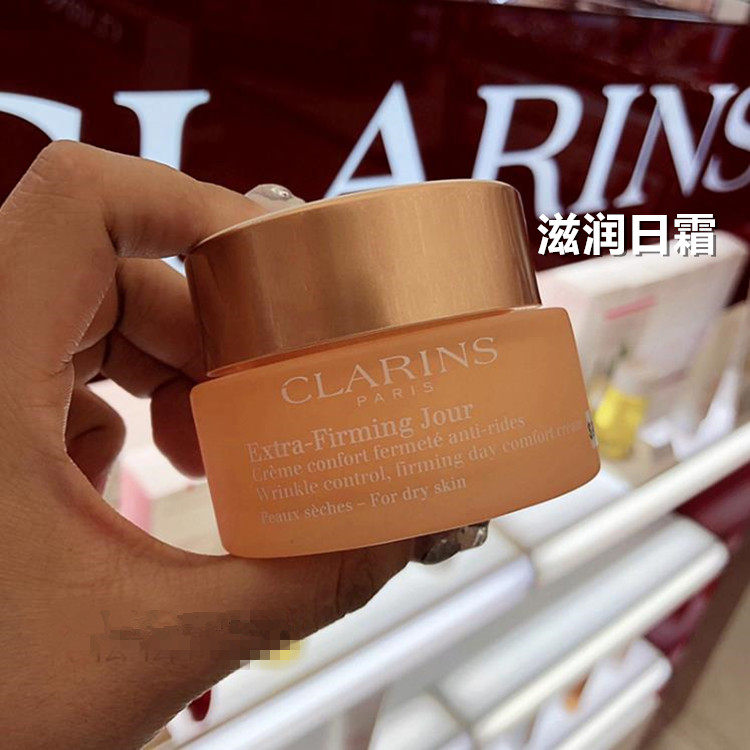 CLARINS
滋润日霜
CLARINS
PARIS
Extra-Firming Jour
Crème confort fermeté anti-rides
Wrinkle control, firming day comfort cream
Peaux sèches – For dry skin